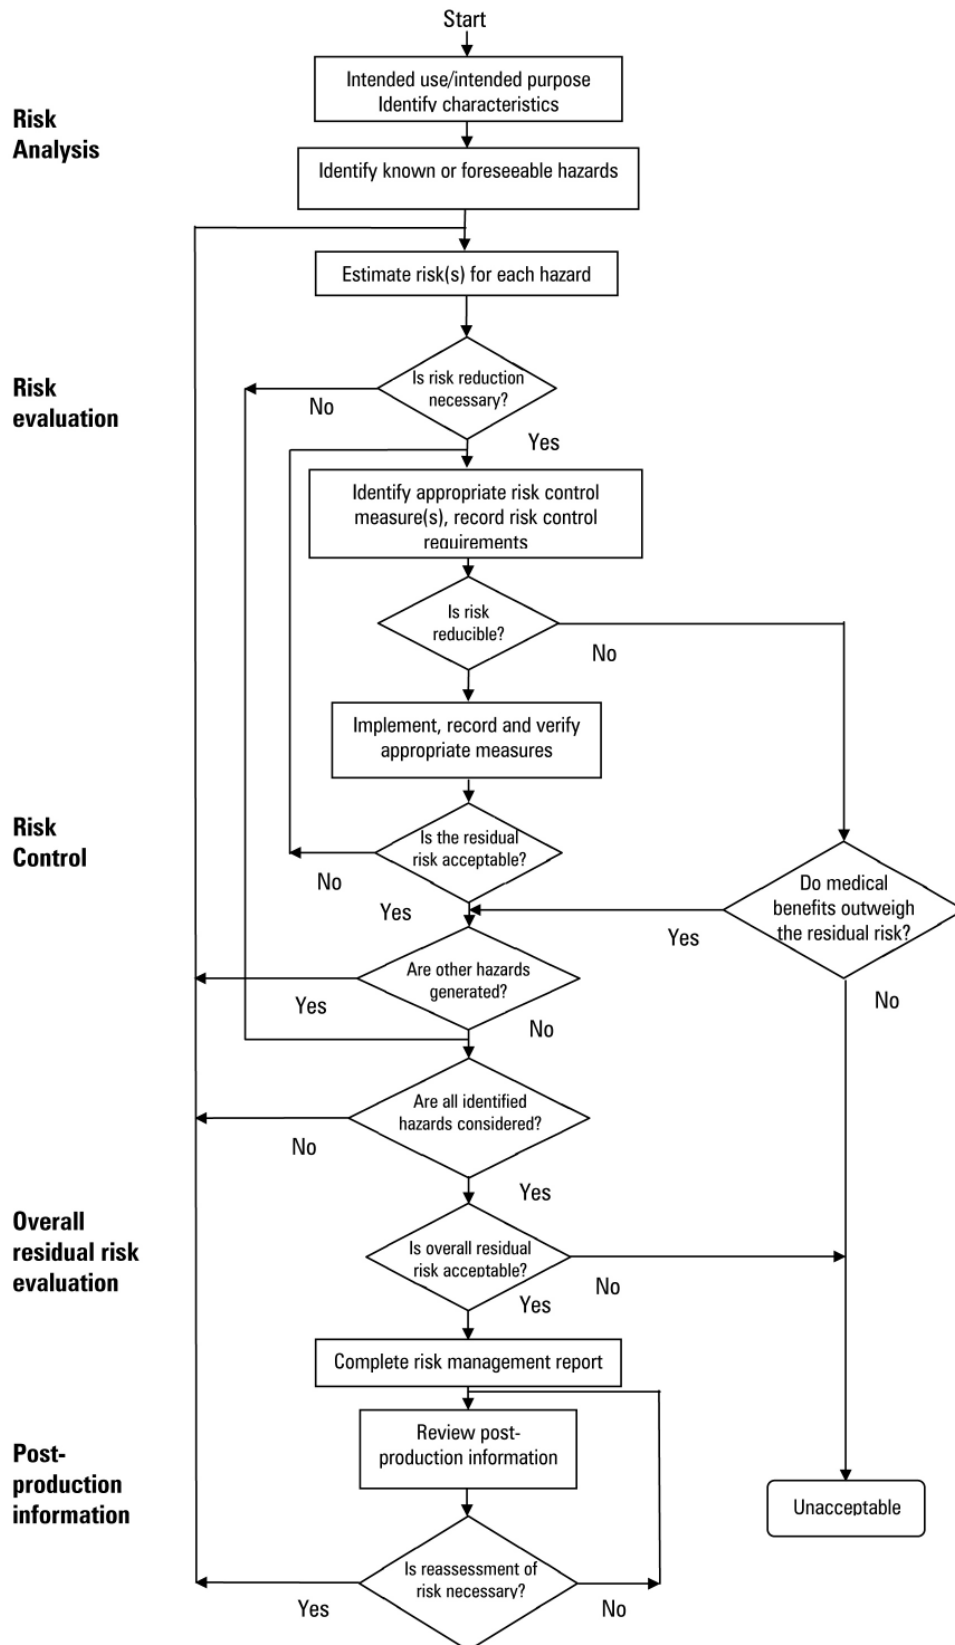 Start
Intended use/intended purpose
Identify characteristics
Risk
Analysis
Identify known or foreseeable hazards
Estimate risk(s) for each hazard
Is risk reduction
necessary?
Risk
evaluation
No
Yes
Identify appropriate risk control
measure(s), record risk control
requirements
Is risk
reducible?
No
Implement, record and verify
appropriate measures
Risk
Control
Is the residual
risk acceptable?
No
Yes
Do medical
benefits outweigh
the residual risk?
Yes
No
Are other hazards
generated?
Yes
No
Are all identified
hazards considered?
No
Yes
Overall
residual risk
evaluation
Is overall residual
risk acceptable?
No
Yes
Complete risk management report
Review post-
production information
Post-
production
information
Unacceptable
Is reassessment of
risk necessary?
Yes
No